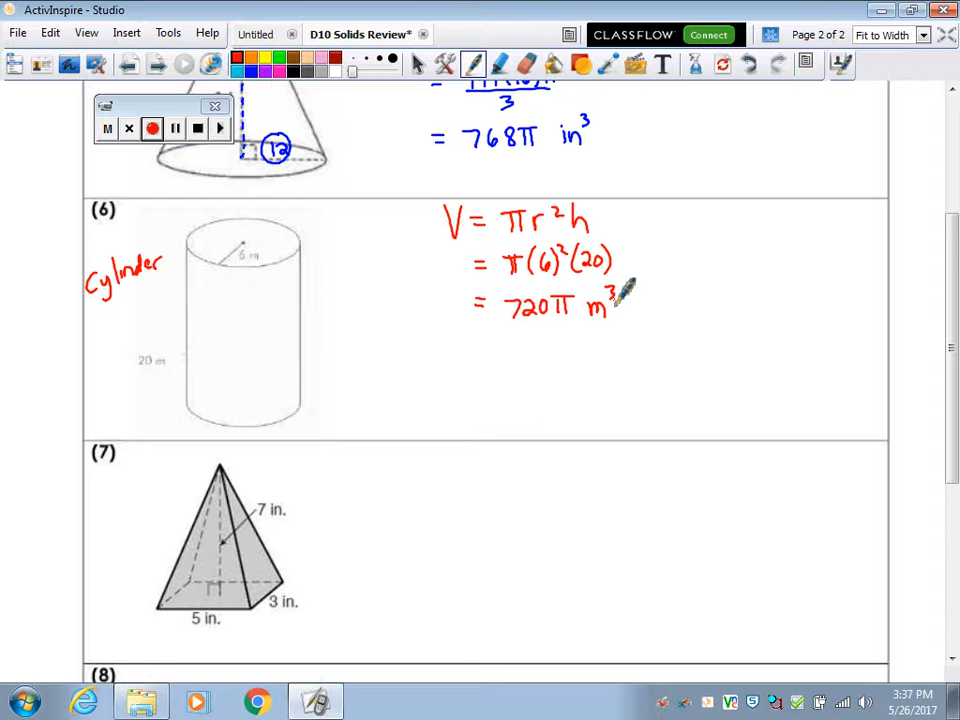 ActivInspire - Studio
File Edit View Insert Tools Help
Untitled
D10 Solids Review*
CLASSFLOW Connect
Page 2 of 2
Fit to Width
M
12
3
= 768π in³
(6)
Cylinder
6 m
20 m
V = πr²h
= π(6)²(20)
= 720π m³
(7)
7 in.
3 in.
5 in.
(8)
3:37 PM
5/26/2017